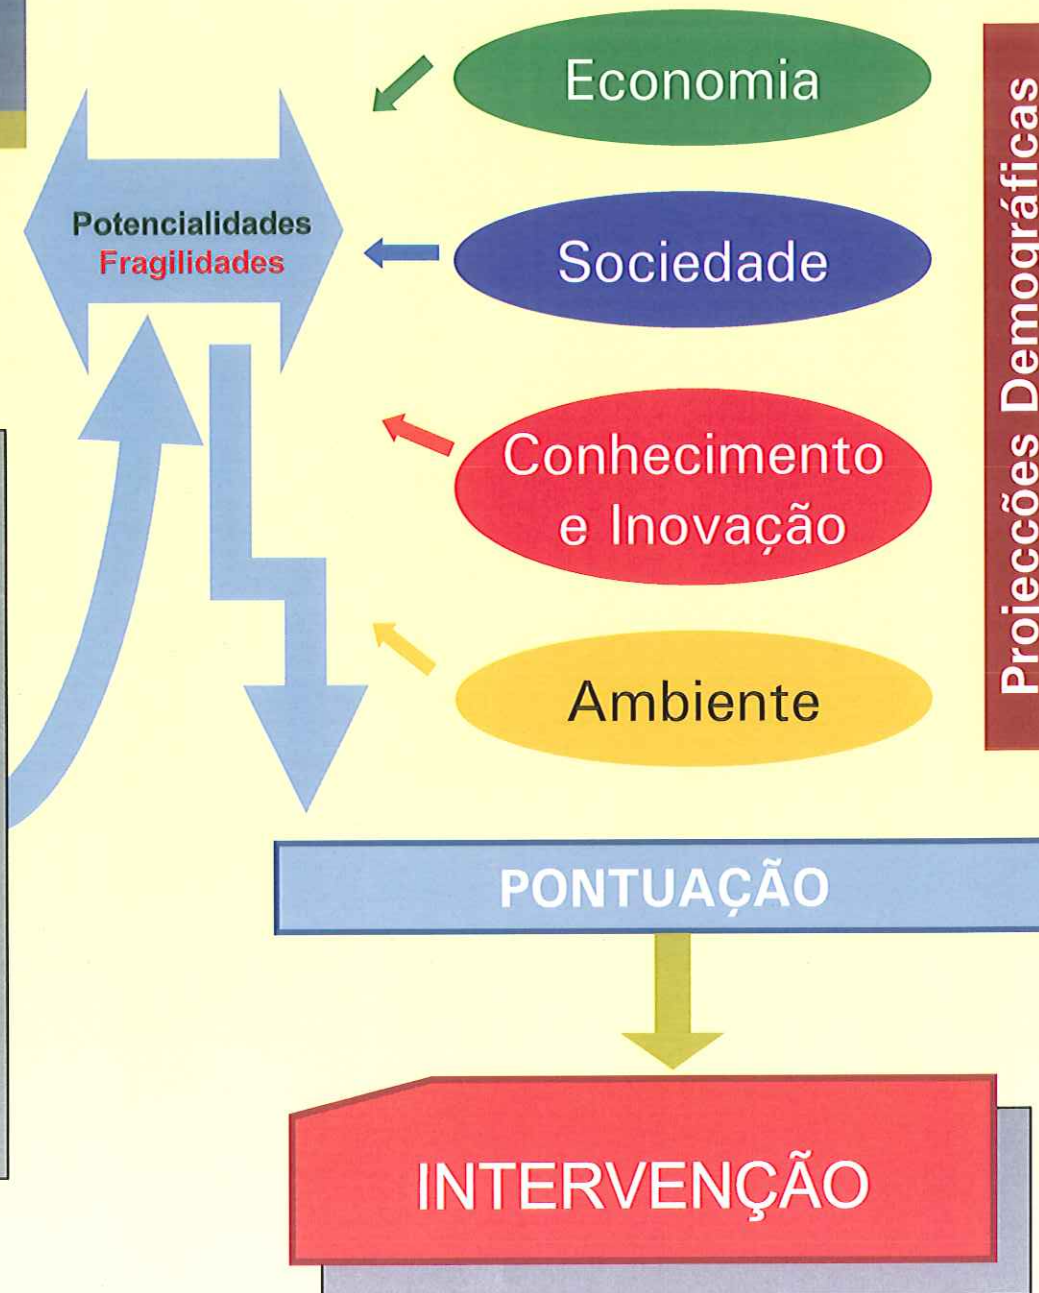 Economia
Potencialidades
Fragilidades
Sociedade
Conhecimento
e Inovação
Ambiente
Projecções Demográficas
PONTUAÇÃO
INTERVENÇÃO